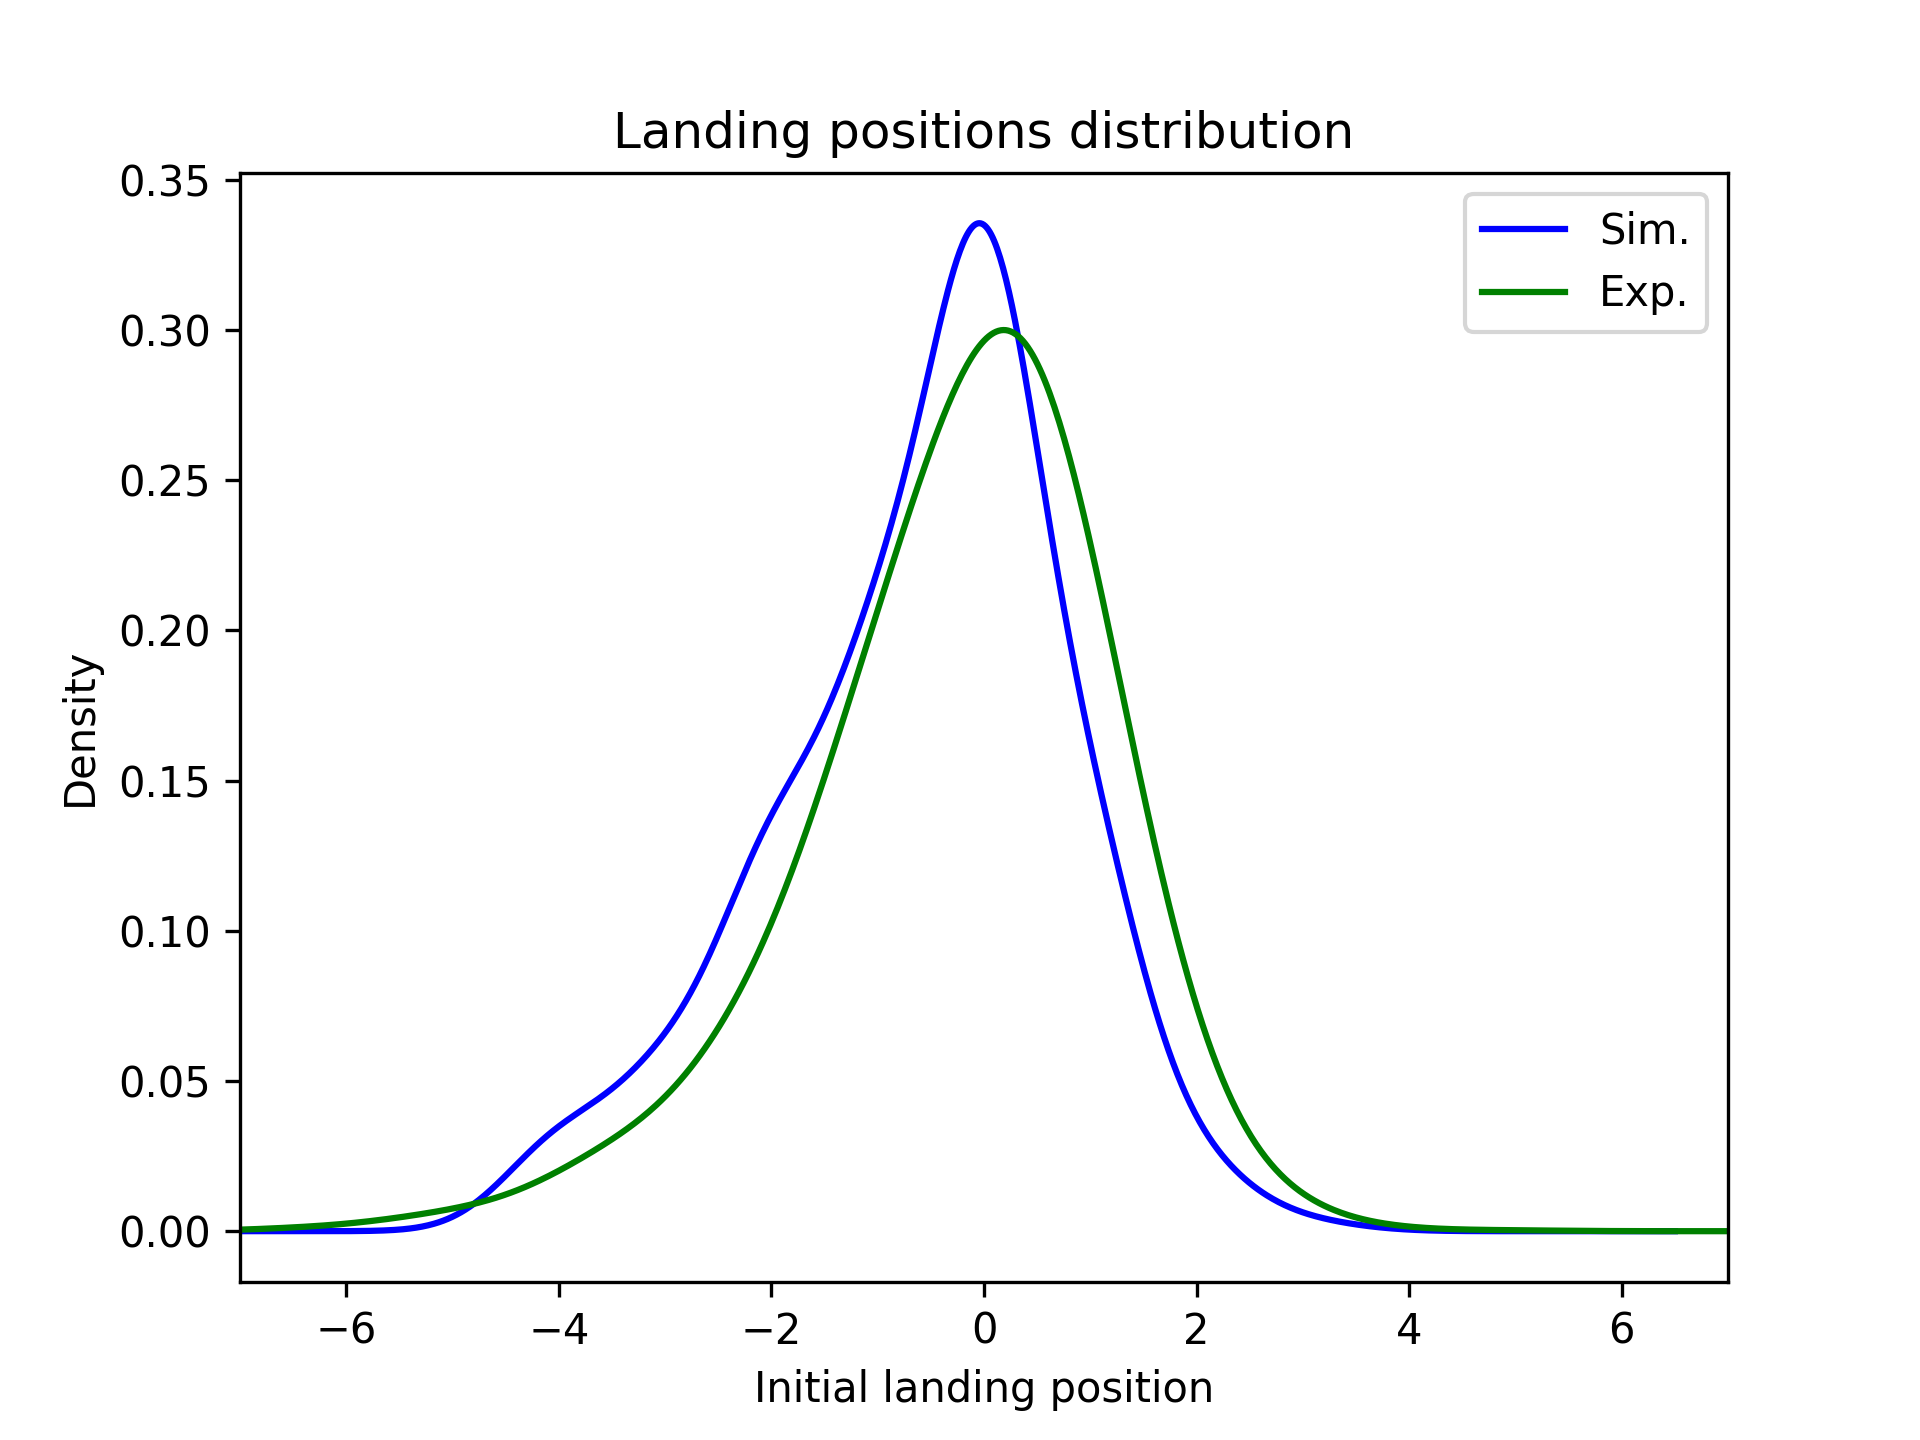 Landing positions distribution
0.35
0.30
0.25
0.20
0.15
0.10
0.05
0.00
Density
Sim.
Exp.
−6 −4 −2 0 2 4 6
Initial landing position